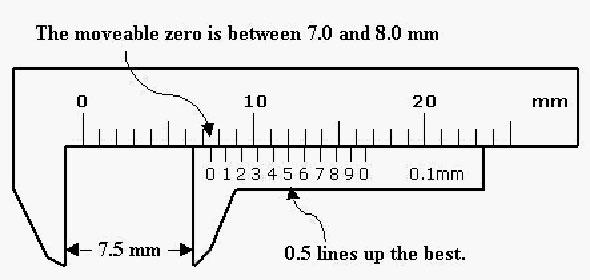 The moveable zero is between 7.0 and 8.0 mm
0 10 20 mm
0 1 2 3 4 5 6 7 8 9 0 0.1mm
7.5 mm
0.5 lines up the best.